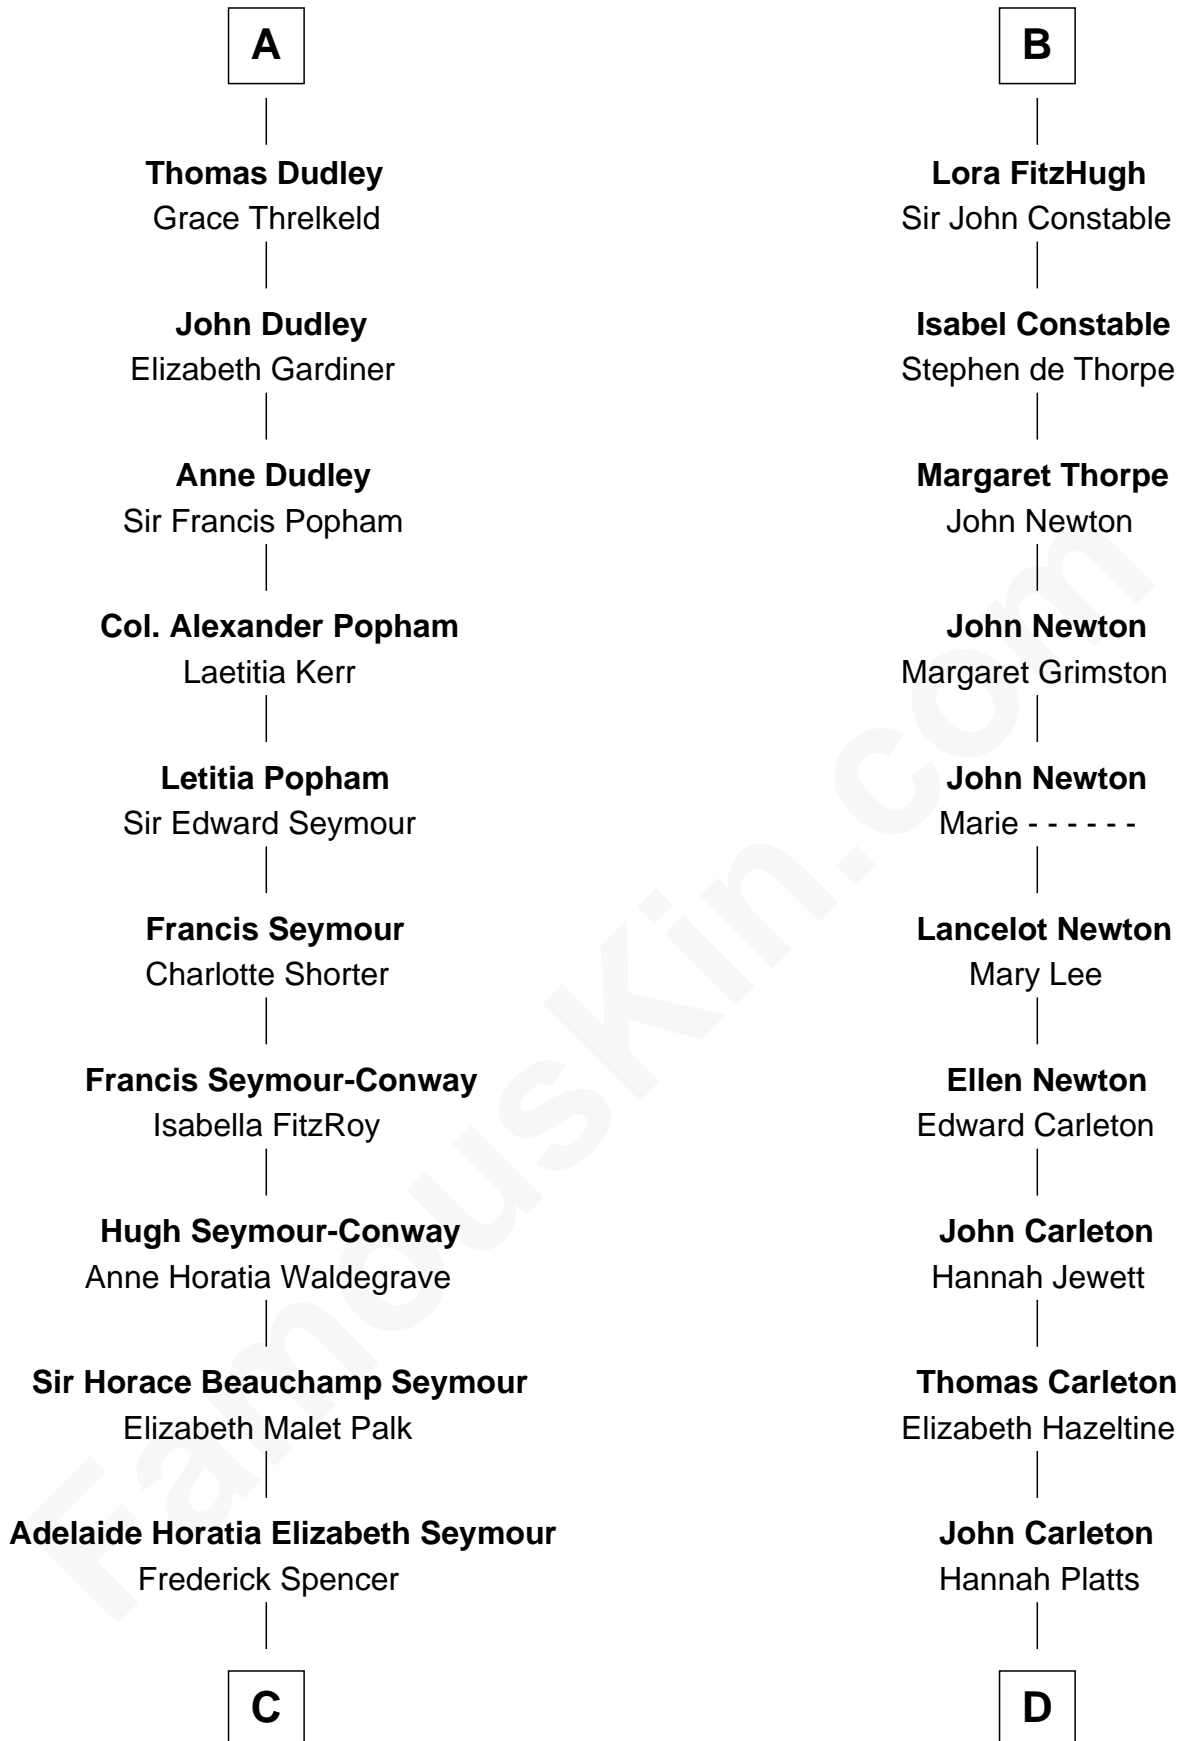 A
Thomas Dudley
Grace Threlkeld
John Dudley
Elizabeth Gardiner
Anne Dudley
Sir Francis Popham
Col. Alexander Popham
Laetitia Kerr
Letitia Popham
Sir Edward Seymour
Francis Seymour
Charlotte Shorter
Francis Seymour-Conway
Isabella FitzRoy
Hugh Seymour-Conway
Anne Horatia Waldegrave
Sir Horace Beauchamp Seymour
Elizabeth Malet Palk
Adelaide Horatia Elizabeth Seymour
Frederick Spencer
C
B
Lora FitzHugh
Sir John Constable
Isabel Constable
Stephen de Thorpe
Margaret Thorpe
John Newton
John Newton
Margaret Grimston
John Newton
Marie - - - - - -
Lancelot Newton
Mary Lee
Ellen Newton
Edward Carleton
John Carleton
Hannah Jewett
Thomas Carleton
Elizabeth Hazeltine
John Carleton
Hannah Platts
D
FamousKin.com